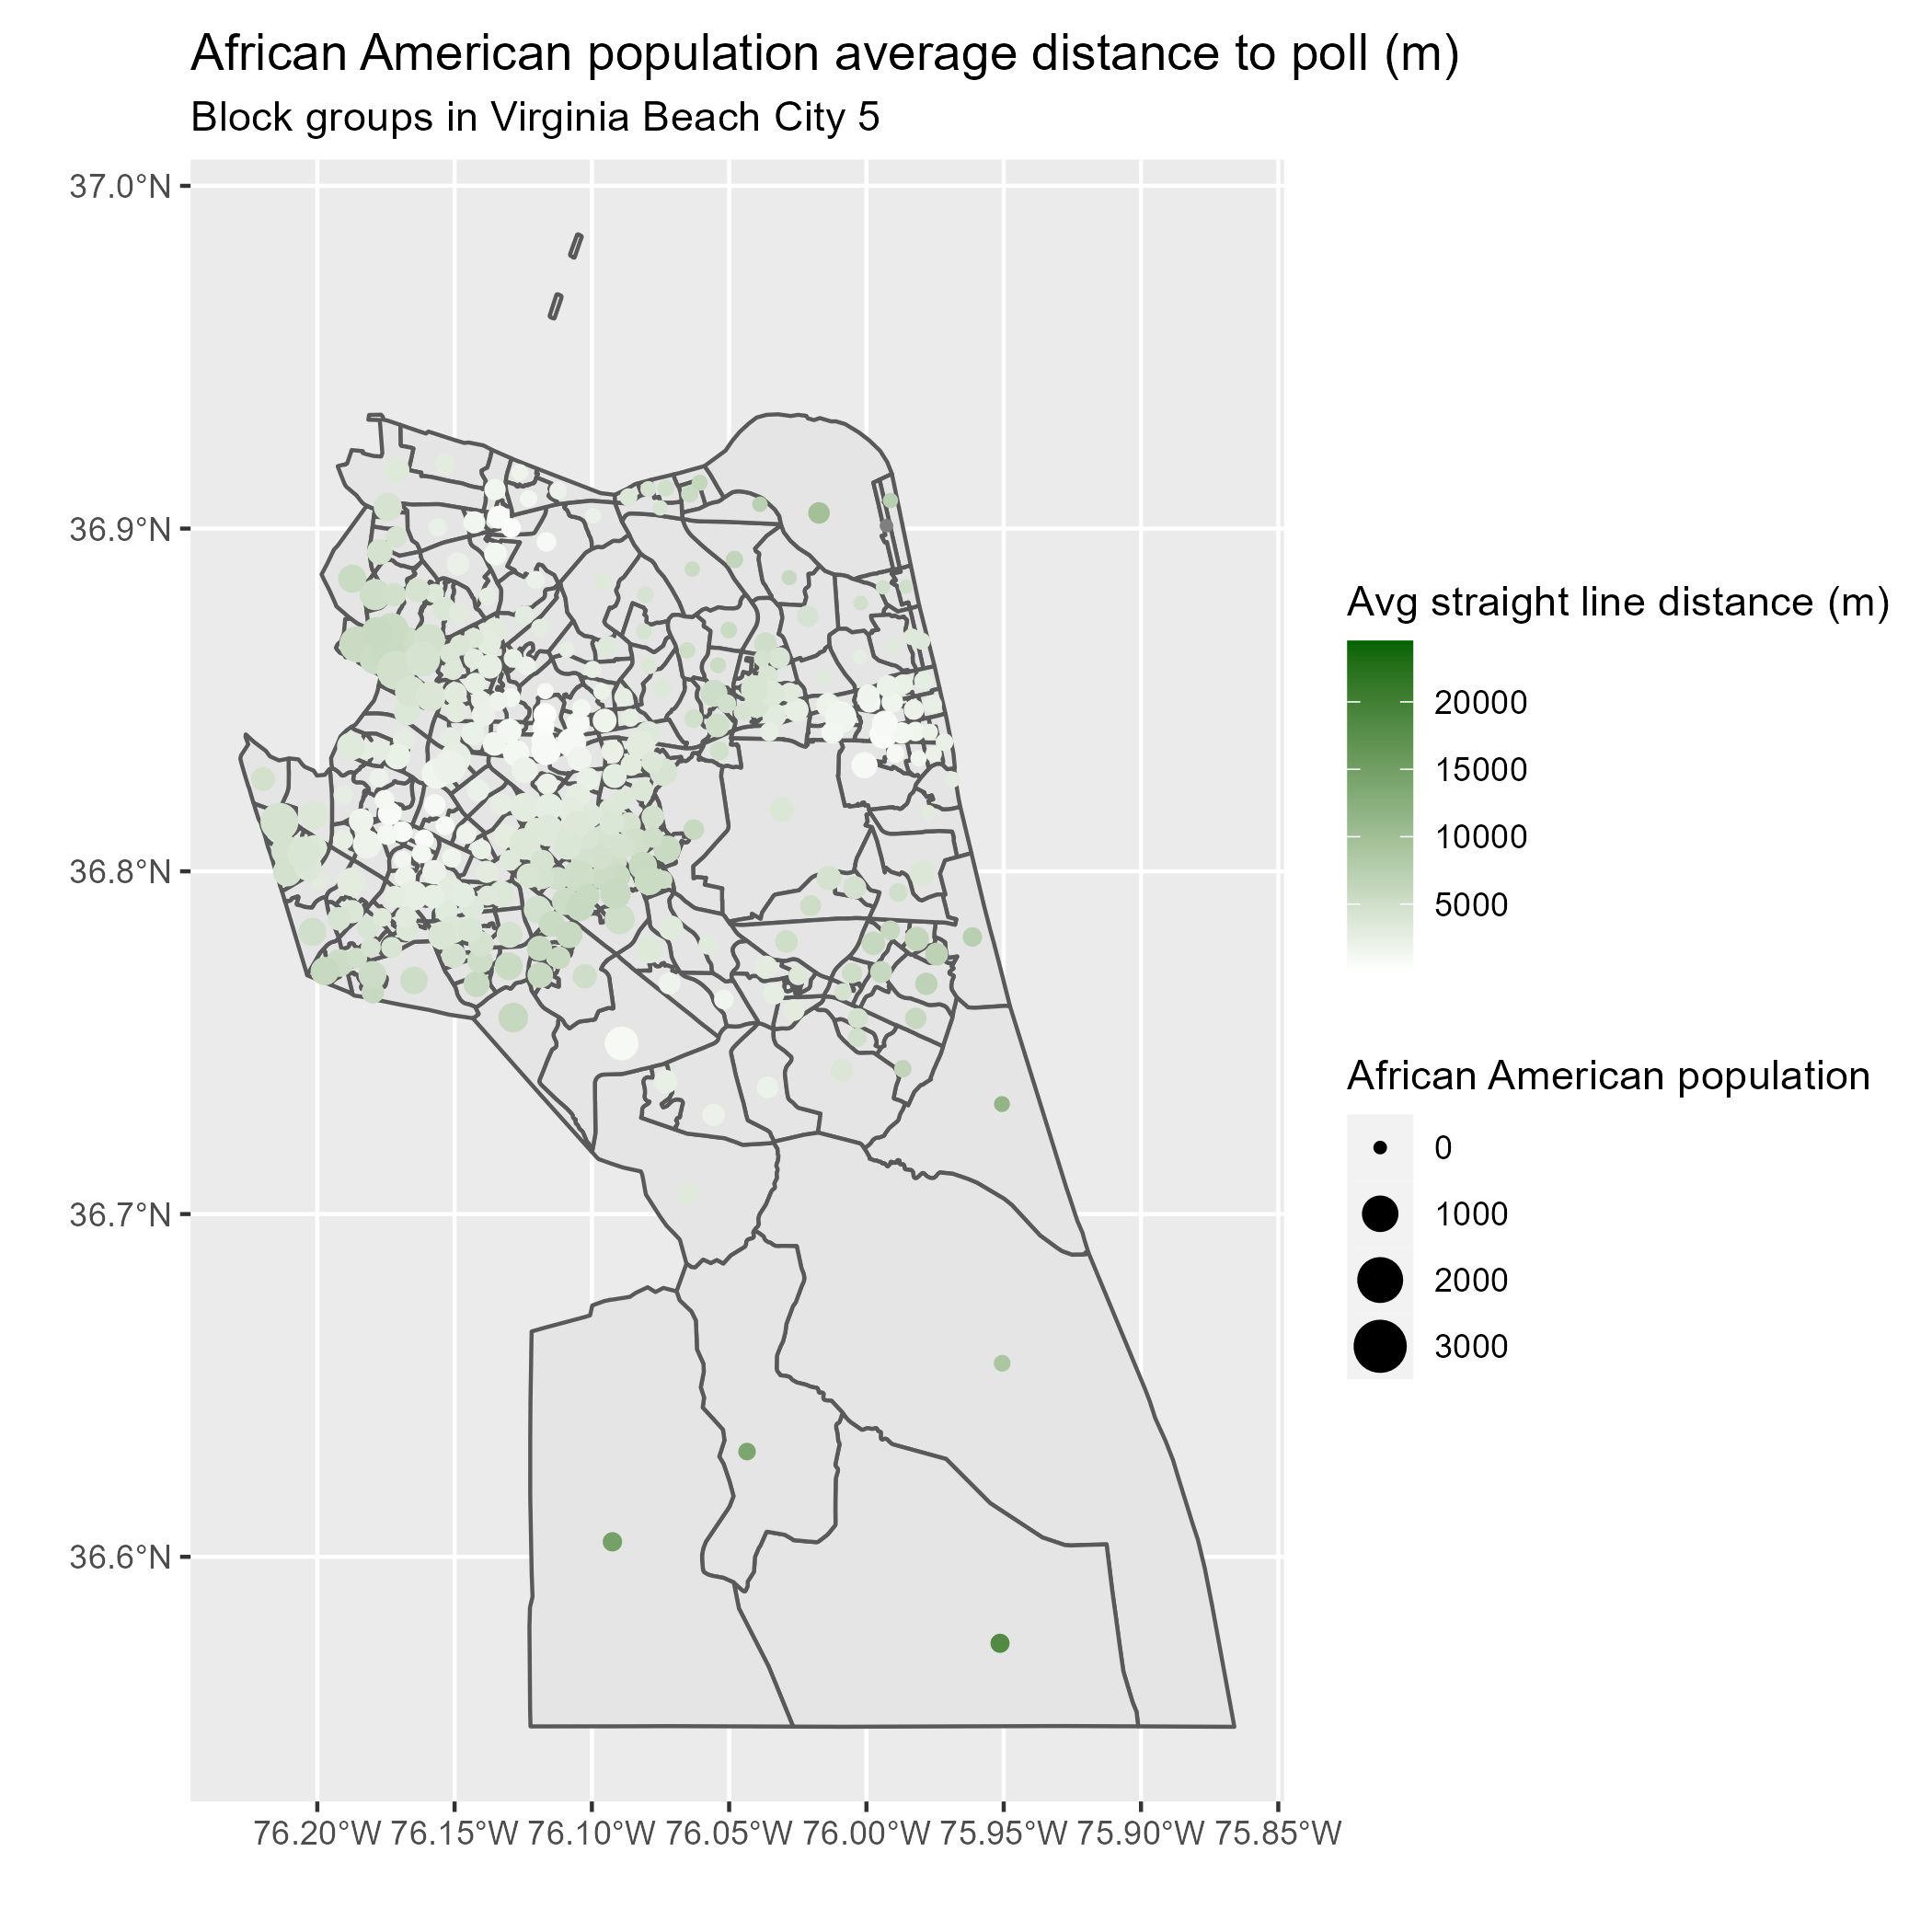 African American population average distance to poll (m)
Block groups in Virginia Beach City 5
37.0°N
36.9°N
36.8°N
36.7°N
36.6°N
76.20°W 76.15°W 76.10°W 76.05°W 76.00°W 75.95°W 75.90°W 75.85°W
Avg straight line distance (m)
20000
15000
10000
5000
African American population
0
1000
2000
3000